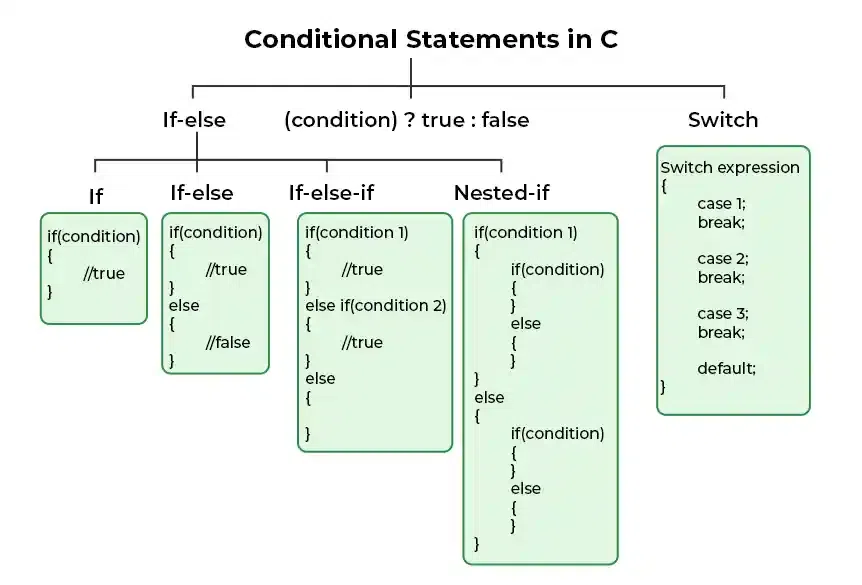 Conditional Statements in C
If-else
(condition) ? true : false
Switch
If
If-else
If-else-if
Nested-if
if(condition)
{
//true
}
if(condition)
{
//true
}
else
{
//false
}
if(condition 1)
{
//true
}
else if(condition 2)
{
//true
}
else
{
}
if(condition 1)
{
if(condition)
{
}
else
{
}
}
else
{
if(condition)
{
}
else
{
}
}
Switch expression
{
case 1;
break;
case 2;
break;
case 3;
break;
default;
}